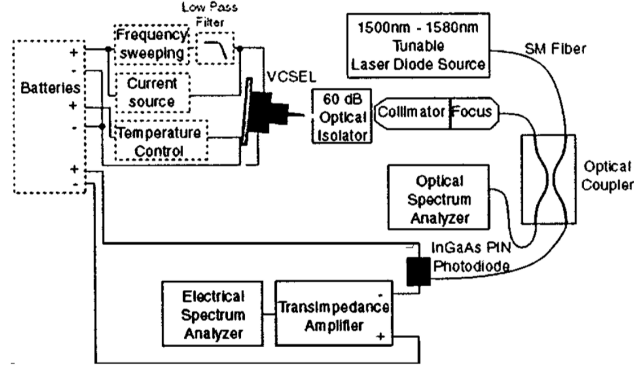 Low Pass
Filter
Frequency
sweeping
1500nm - 1580nm
Tunable
Laser Diode Source
SM Fiber
VCSEL
+
-
Batteries
+
-
+
-
Current
source
Temperature
Control
60 dB
Optical
Isolator
Collimator
Focus
Optical
Coupler
Optical
Spectrum
Analyzer
InGaAs PIN
Photodiode
Electrical
Spectrum
Analyzer
Transimpedance
Amplifier
-
+